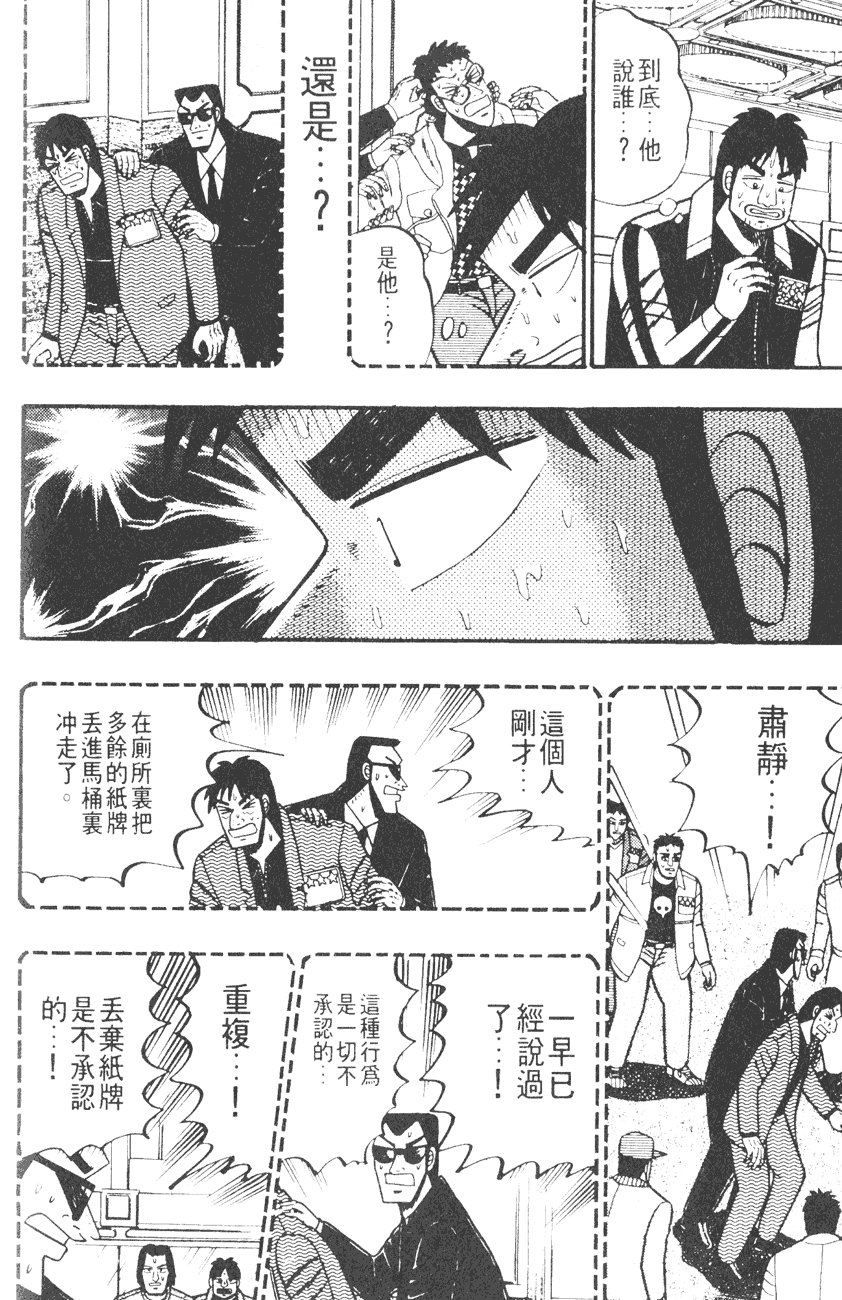 到底…他
說誰…?
是他…?
還是…?
肅靜…!
這個人
剛才…
在廁所裏把
多餘的紙牌
丟進馬桶裏
冲走了。
一早已
經說過
了…!
這種行爲
是一切不
承認的…
重複…!
丟棄紙牌
是不承認
的…!